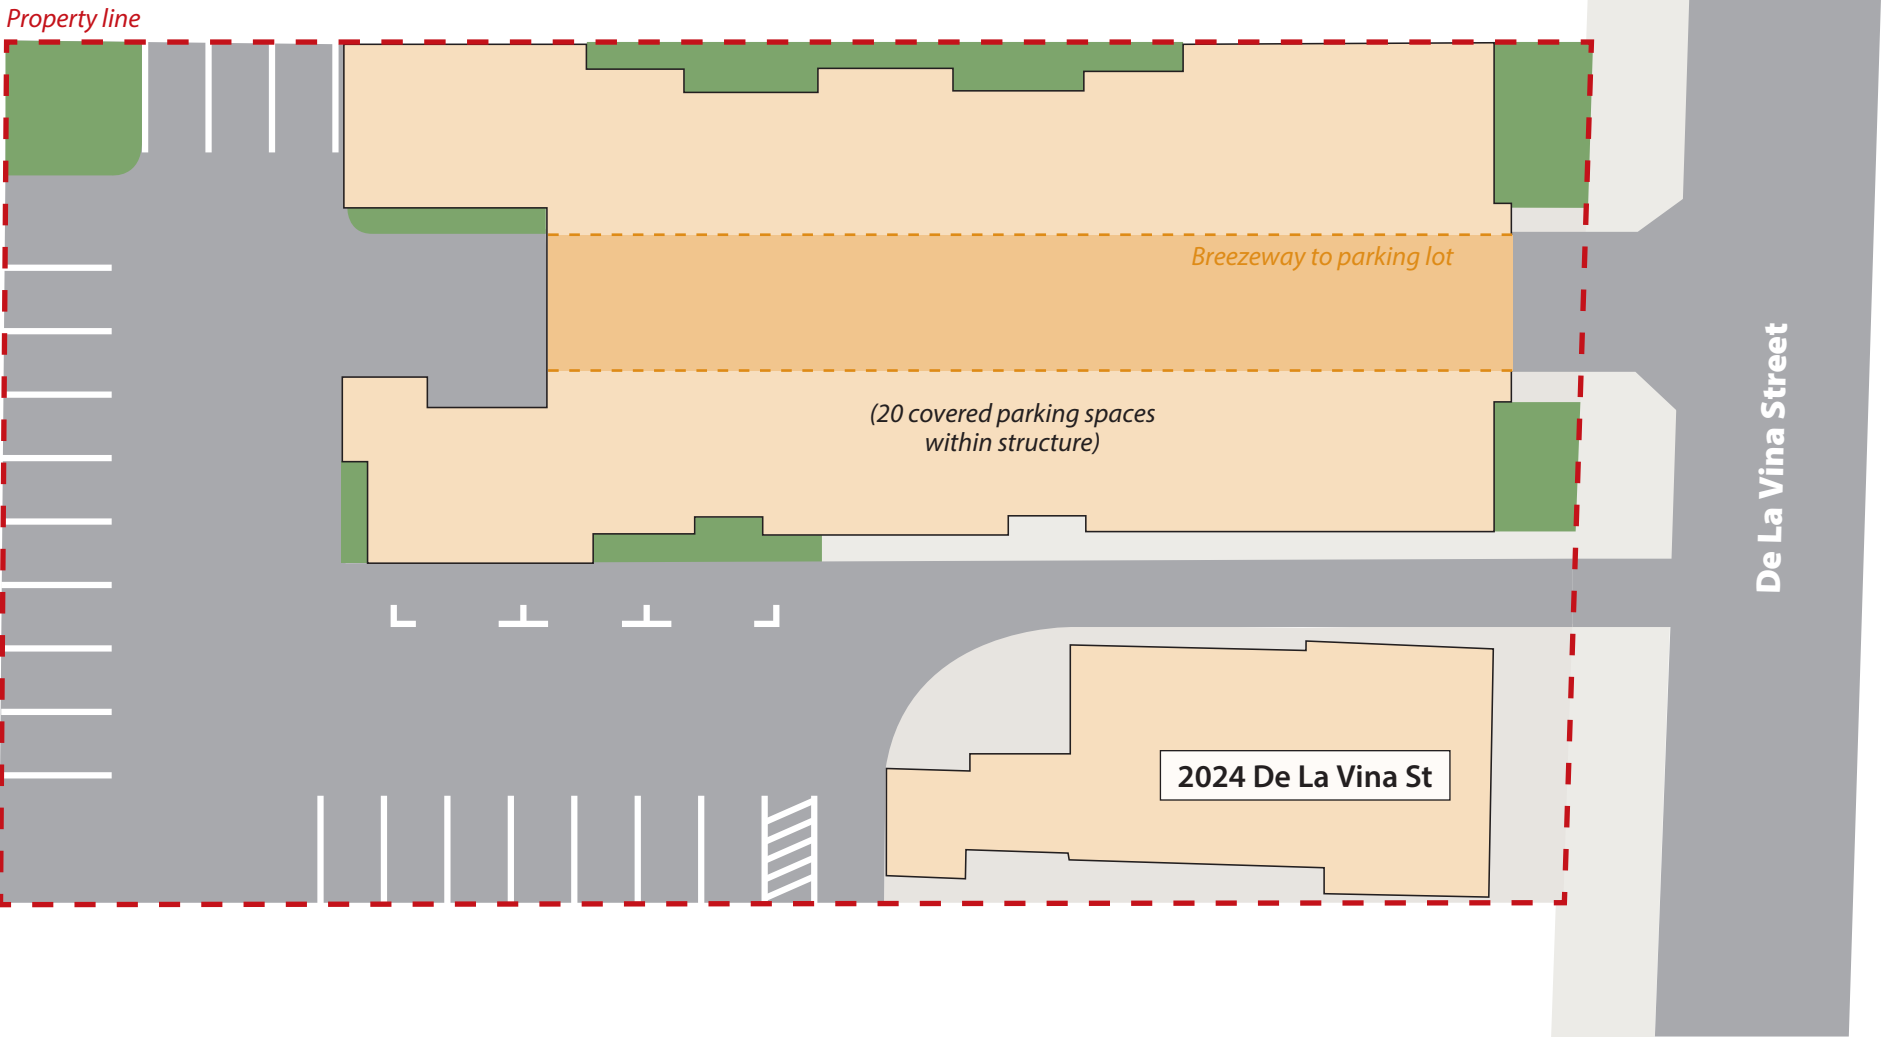 Property line
Breezeway to parking lot
(20 covered parking spaces
within structure)
De La Vina Street
2024 De La Vina St